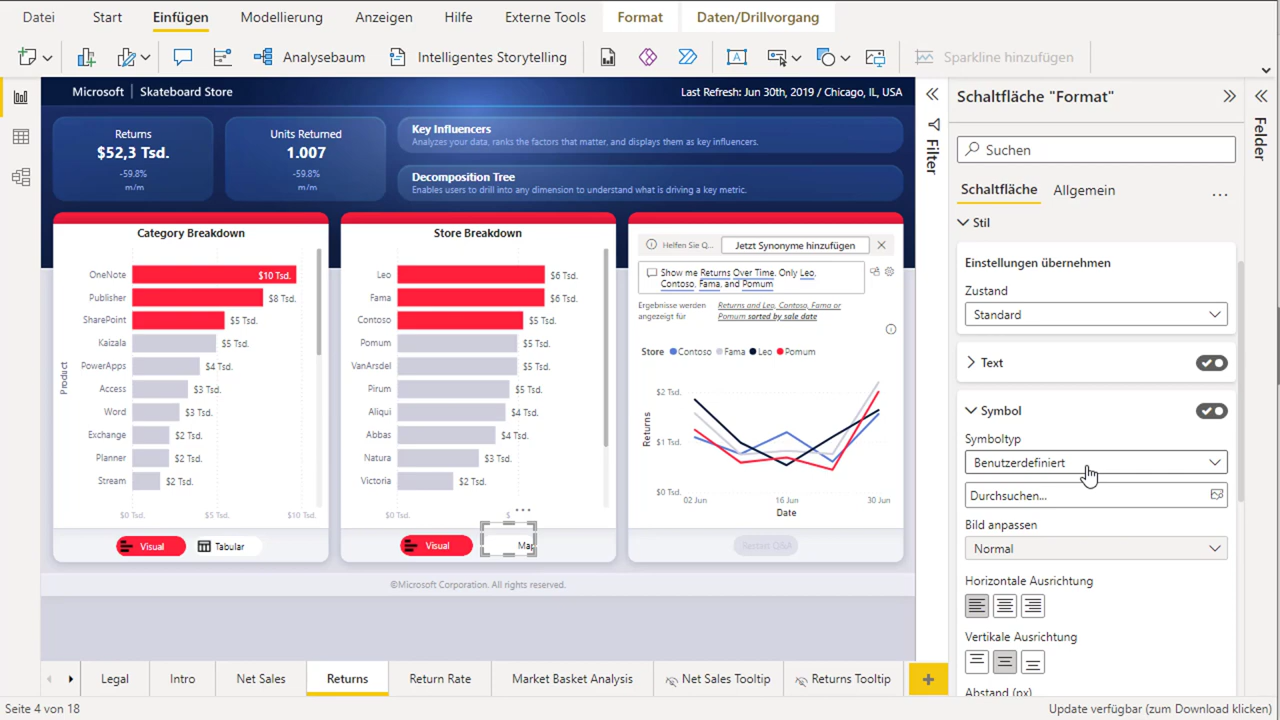 Datei Start Einfügen Modellierung Anzeigen Hilfe Externe Tools Format Daten/Drillvorgang
Analysebaum Intelligentes Storytelling Sparkline hinzufügen
Microsoft | Skateboard Store Last Refresh: Jun 30th, 2019 / Chicago, IL, USA
Returns
$52,3 Tsd.
-59.8%
m/m
Units Returned
1.007
-59.8%
m/m
Key Influencers
Analyzes your data, ranks the factors that matter, and displays them as key influencers.
Decomposition Tree
Enables users to drill into any dimension to understand what is driving a key metric.
Category Breakdown
Product
OneNote $10 Tsd.
Publisher $8 Tsd.
SharePoint $5 Tsd.
Kaizala $5 Tsd.
PowerApps $4 Tsd.
Access $3 Tsd.
Word $3 Tsd.
Exchange $2 Tsd.
Planner $2 Tsd.
Stream $2 Tsd.
$0 Tsd. $5 Tsd. $10 Tsd.
Visual Tabular
Store Breakdown
Leo $6 Tsd.
Fama $6 Tsd.
Contoso $5 Tsd.
Pomum $5 Tsd.
VanArsdel $5 Tsd.
Pirum $5 Tsd.
Aliqui $4 Tsd.
Abbas $4 Tsd.
Natura $3 Tsd.
Victoria $2 Tsd.
$0 Tsd. $
Visual Map
Helfen Sie Q... Jetzt Synonyme hinzufügen
Show me Returns Over Time. Only Leo,
Contoso, Fama, and Pomum
Ergebnisse werden
angezeigt für
Returns and Leo, Contoso, Fama or
Pomum sorted by sale date
Store Contoso Fama Leo Pomum
Returns
$2 Tsd.
$1 Tsd.
$0 Tsd.
02 Jun 16 Jun 30 Jun
Date
Restart Q&A
©Microsoft Corporation. All rights reserved.
Filter
Schaltfläche "Format"
Suchen
Schaltfläche Allgemein ...
Stil
Einstellungen übernehmen
Zustand
Standard
Text
Symbol
Symboltyp
Benutzerdefiniert
Durchsuchen...
Bild anpassen
Normal
Horizontale Ausrichtung
Vertikale Ausrichtung
Abstand (px)
Felder
Legal Intro Net Sales Returns Return Rate Market Basket Analysis Net Sales Tooltip Returns Tooltip +
Seite 4 von 18 Update verfügbar (zum Download klicken)